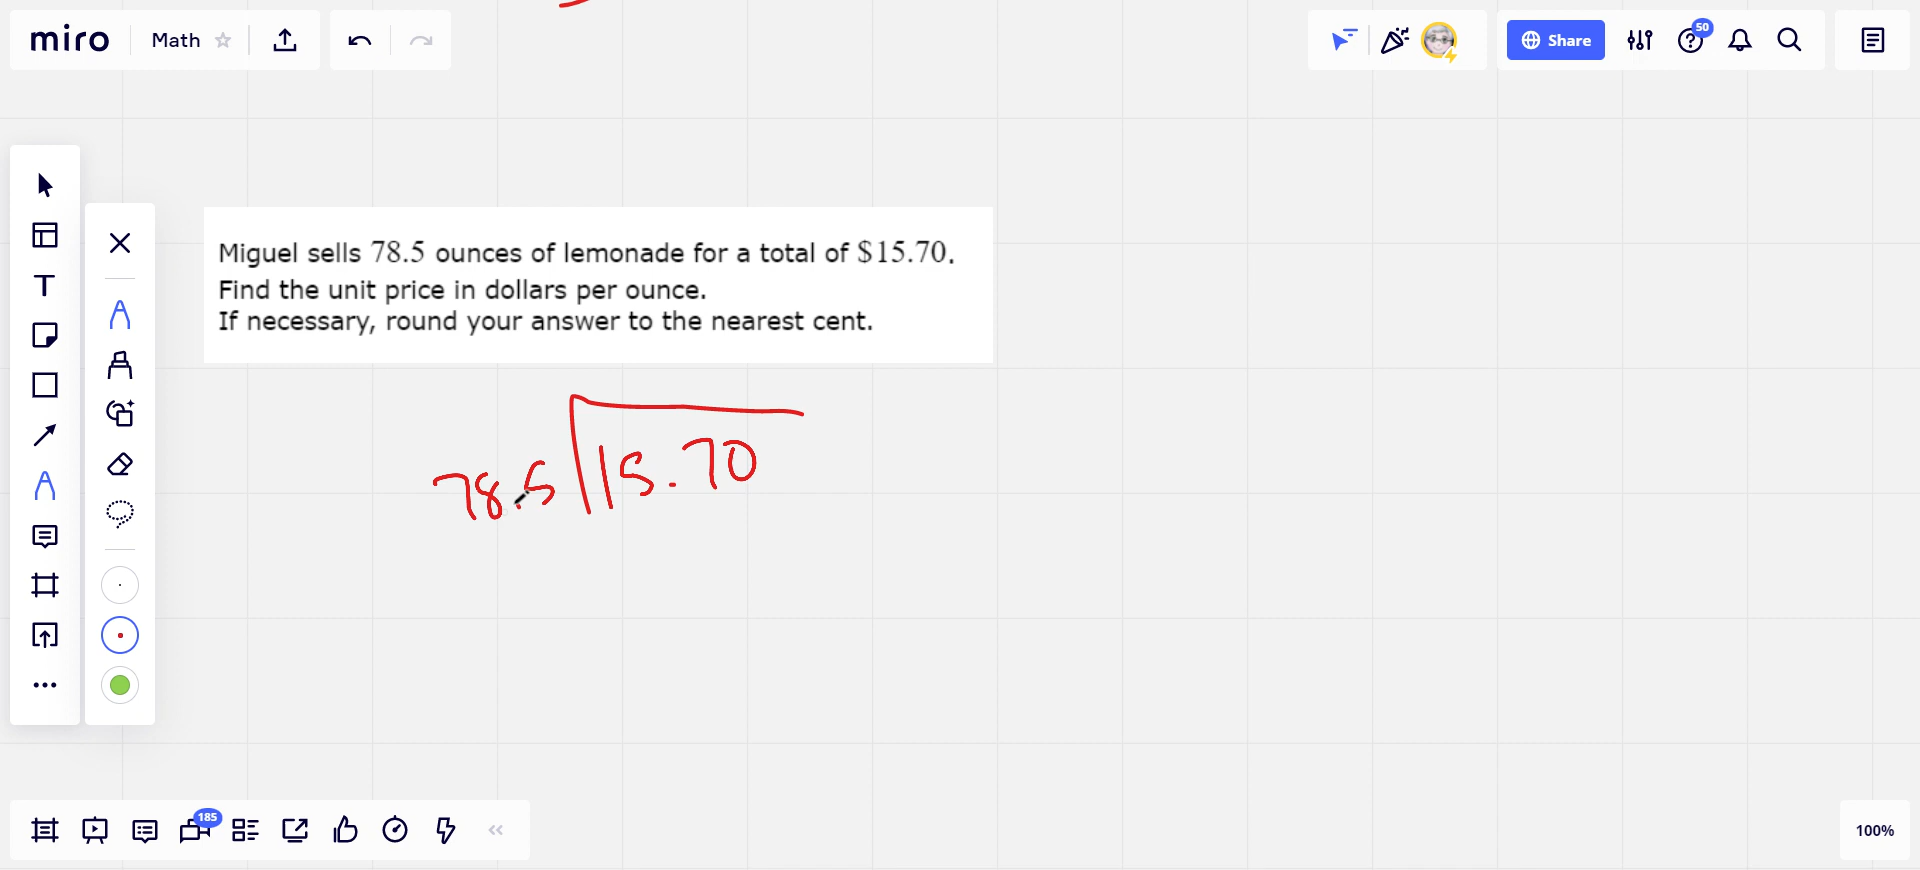 miro Math Share 50
Miguel sells 78.5 ounces of lemonade for a total of $15.70.
Find the unit price in dollars per ounce.
If necessary, round your answer to the nearest cent.
78.5 15.70
185
100%